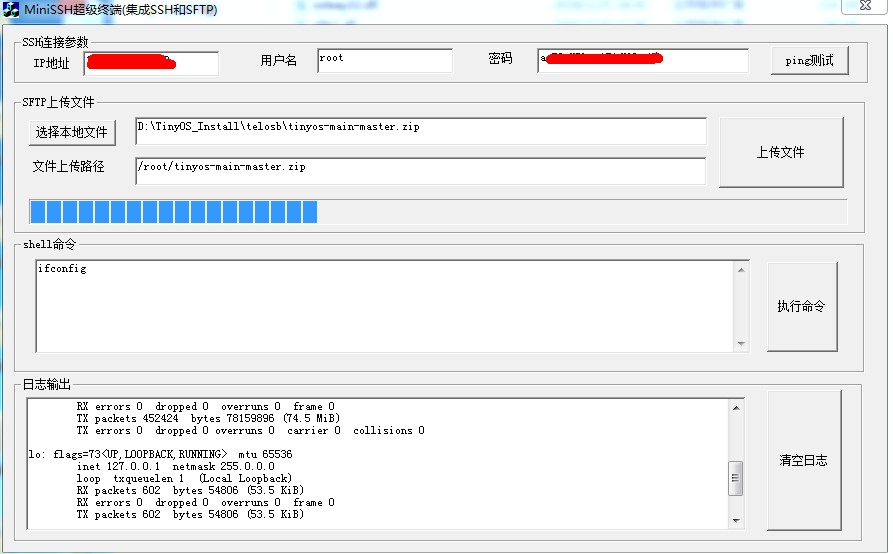 MiniSSH超级终端(集成SSH和SFTP)
SSH连接参数
IP地址
用户名 root
密码
ping测试
SFTP上传文件
选择本地文件 D:\TinyOS_Install\telosb\tinyos-main-master.zip
上传文件
文件上传路径 /root/tinyos-main-master.zip
shell命令
ifconfig
执行命令
日志输出
RX errors 0 dropped 0 overruns 0 frame 0
TX packets 452424 bytes 78159896 (74.5 MiB)
TX errors 0 dropped 0 overruns 0 carrier 0 collisions 0
lo: flags=73<UP,LOOPBACK,RUNNING> mtu 65536
inet 127.0.0.1 netmask 255.0.0.0
loop txqueuelen 1 (Local Loopback)
RX packets 602 bytes 54806 (53.5 KiB)
RX errors 0 dropped 0 overruns 0 frame 0
TX packets 602 bytes 54806 (53.5 KiB)
清空日志